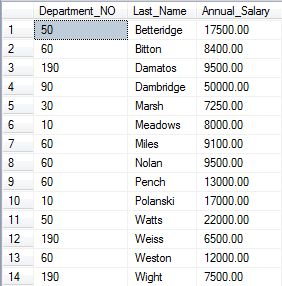 Department_NO Last_Name Annual_Salary
1 50 Betteridge 17500.00
2 60 Bitton 8400.00
3 190 Damatos 9500.00
4 90 Dambridge 50000.00
5 30 Marsh 7250.00
6 10 Meadows 8000.00
7 60 Miles 9100.00
8 60 Nolan 9500.00
9 60 Pench 13000.00
10 10 Polanski 17000.00
11 50 Watts 22000.00
12 190 Weiss 6500.00
13 60 Weston 12000.00
14 190 Wight 7500.00